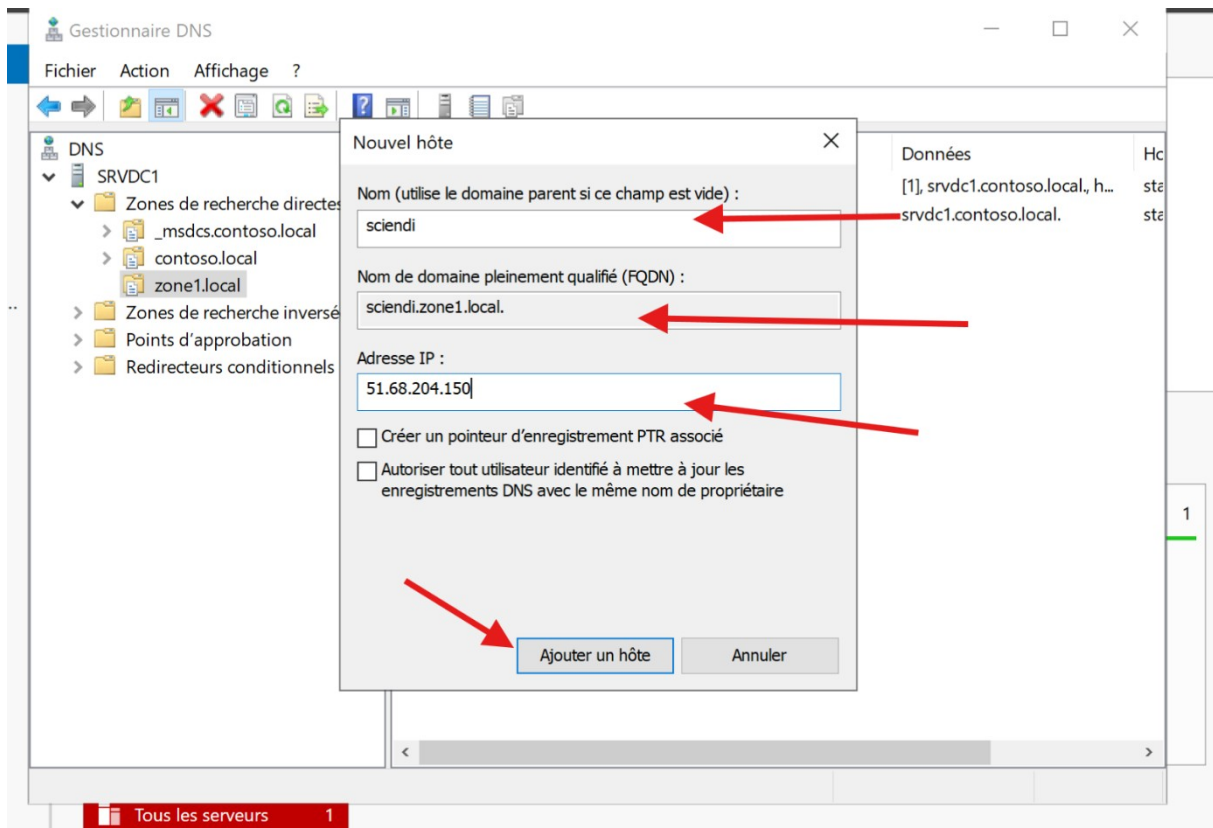 Gestionnaire DNS
Fichier Action Affichage ?
DNS
SRVDC1
Zones de recherche directes
_msdcs.contoso.local
contoso.local
zone1.local
Zones de recherche inversé
Points d'approbation
Redirecteurs conditionnels
Nouvel hôte
Nom (utilise le domaine parent si ce champ est vide) :
sciendi
Nom de domaine pleinement qualifié (FQDN) :
sciendi.zone1.local.
Adresse IP :
51.68.204.150
Créer un pointeur d'enregistrement PTR associé
Autoriser tout utilisateur identifié à mettre à jour les
enregistrements DNS avec le même nom de propriétaire
Ajouter un hôte Annuler
Données Ho
[1], srvdc1.contoso.local., h... sta
srvdc1.contoso.local. sta
1
Tous les serveurs 1